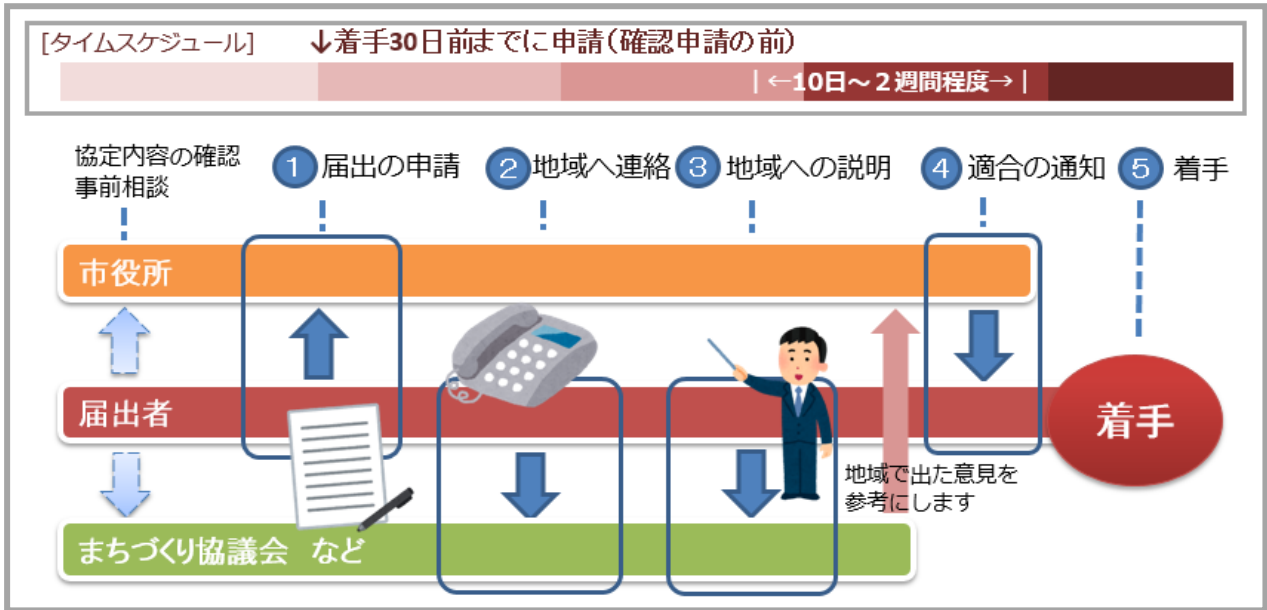 [タイムスケジュール]
↓着手30日前までに申請(確認申請の前)
|←10日～2週間程度→|
協定内容の確認
事前相談
① 届出の申請
② 地域へ連絡
③ 地域への説明
④ 適合の通知
⑤ 着手
市役所
届出者
着手
地域で出た意見を
参考にします
まちづくり協議会 など